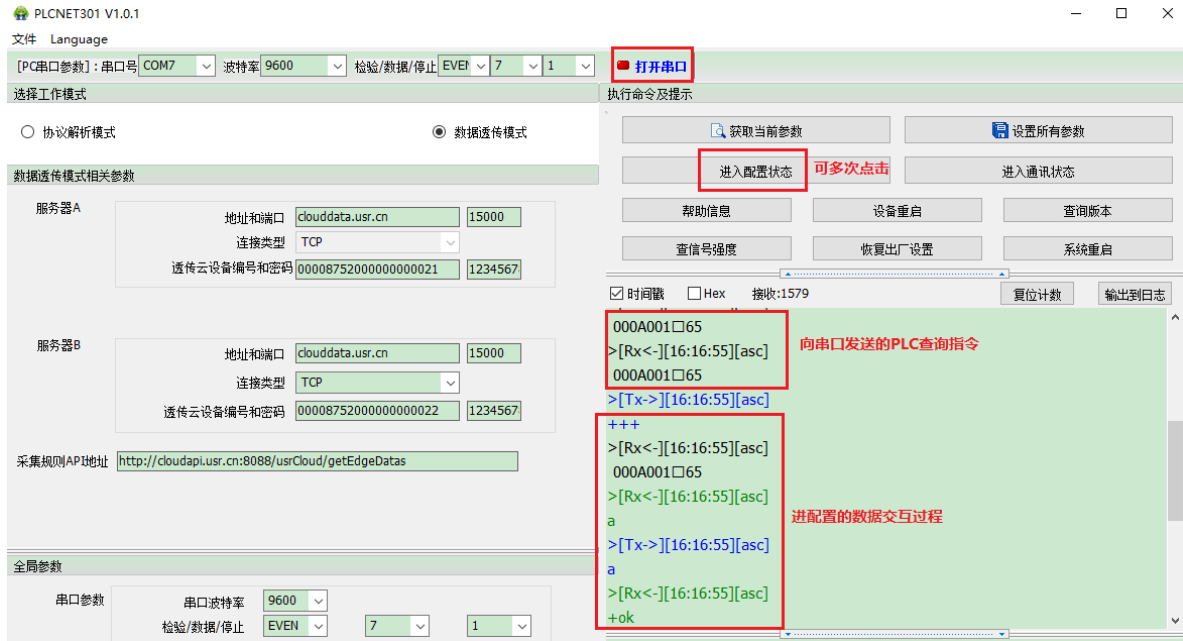 PLCNET301 V1.0.1
文件 Language
[PC串口参数]：串口号 COM7 波特率 9600 检验/数据/停止 EVEN 7 1 打开串口
选择工作模式
协议解析模式 数据透传模式
数据透传模式相关参数
服务器A
地址和端口 clouddata.usr.cn 15000
连接类型 TCP
透传云设备编号和密码 00008752000000000021 1234567
服务器B
地址和端口 clouddata.usr.cn 15000
连接类型 TCP
透传云设备编号和密码 00008752000000000022 1234567
采集规则API地址 http://cloudapi.usr.cn:8088/usrCloud/getEdgeDatas
全局参数
串口参数
串口波特率 9600
检验/数据/停止 EVEN 7 1
执行命令及提示
获取当前参数 设置所有参数
进入配置状态 可多次点击 进入通讯状态
帮助信息 设备重启 查询版本
查信号强度 恢复出厂设置 系统重启
时间戳 Hex 接收:1579 复位计数 输出到日志
000A001□65
>[Rx<-][16:16:55][asc]
000A001□65
向串口发送的PLC查询指令
>[Tx->][16:16:55][asc]
+++
>[Rx<-][16:16:55][asc]
000A001□65
>[Rx<-][16:16:55][asc]
a
>[Tx->][16:16:55][asc]
a
>[Rx<-][16:16:55][asc]
+ok
进配置的数据交互过程